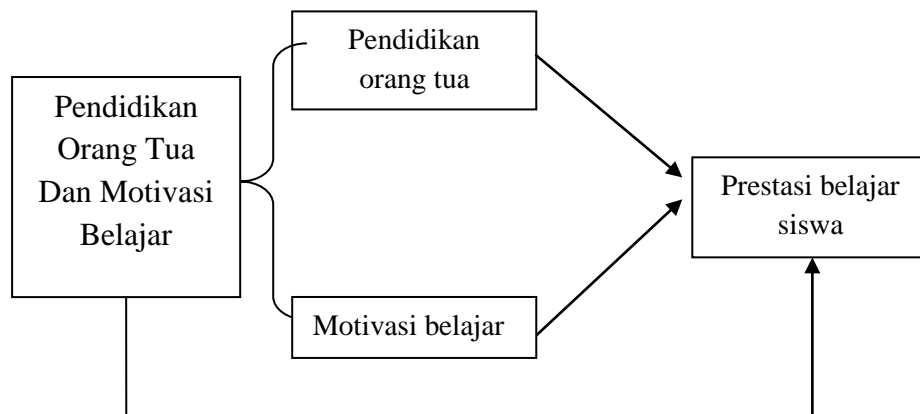 Pendidikan
Orang Tua
Dan Motivasi
Belajar
Pendidikan
orang tua
Motivasi belajar
Prestasi belajar
siswa